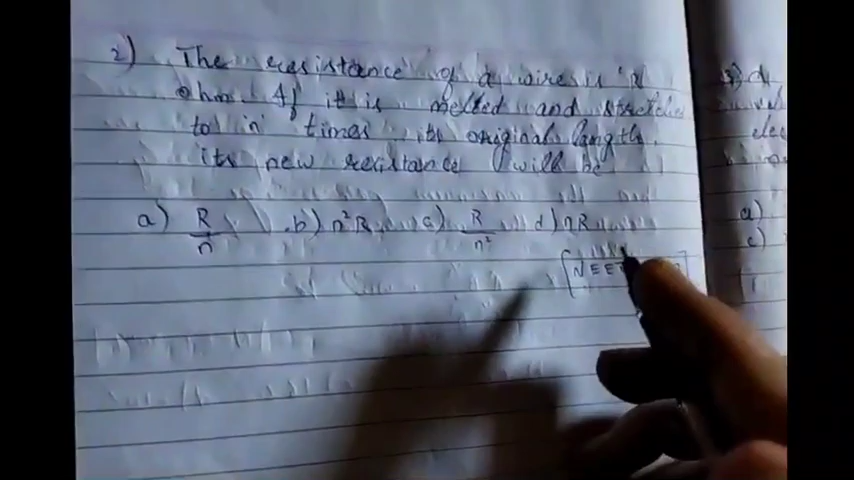 2) The resistance of a wire is 'R'
ohm. If it is melted and stretched
to 'n' times its original length,
its new resistance will be
a) R/n b) n²R c) R/n² d) nR
[NEET
3)
a)
c)